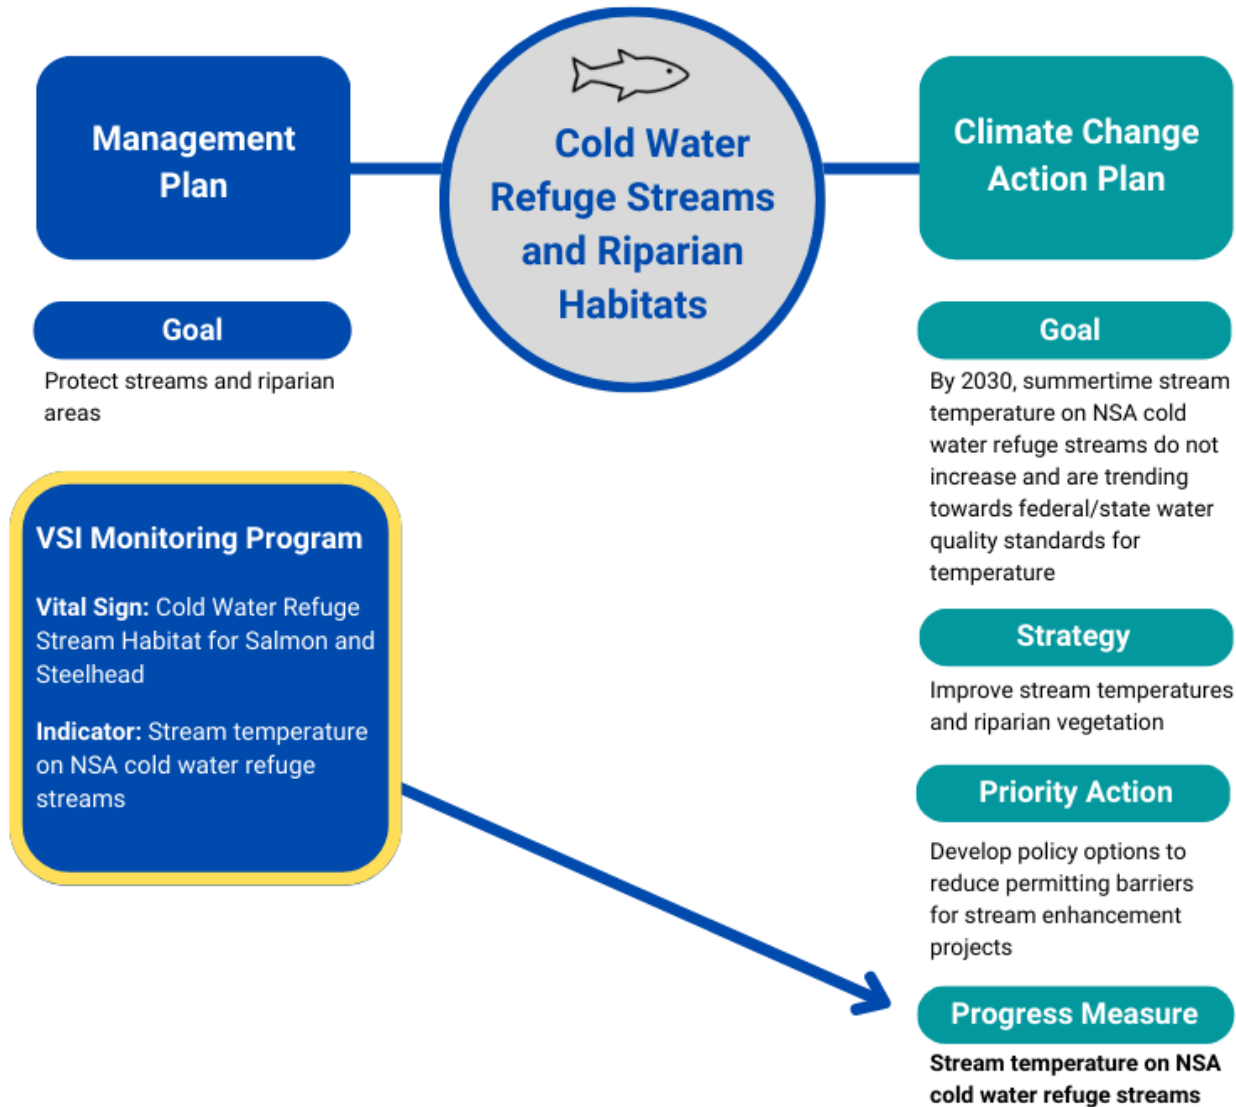 Management
Plan
Goal
Protect streams and riparian
areas
VSI Monitoring Program
Vital Sign: Cold Water Refuge
Stream Habitat for Salmon and
Steelhead
Indicator: Stream temperature
on NSA cold water refuge
streams
Cold Water
Refuge Streams
and Riparian
Habitats
Climate Change
Action Plan
Goal
By 2030, summertime stream
temperature on NSA cold
water refuge streams do not
increase and are trending
towards federal/state water
quality standards for
temperature
Strategy
Improve stream temperatures
and riparian vegetation
Priority Action
Develop policy options to
reduce permitting barriers
for stream enhancement
projects
Progress Measure
Stream temperature on NSA
cold water refuge streams